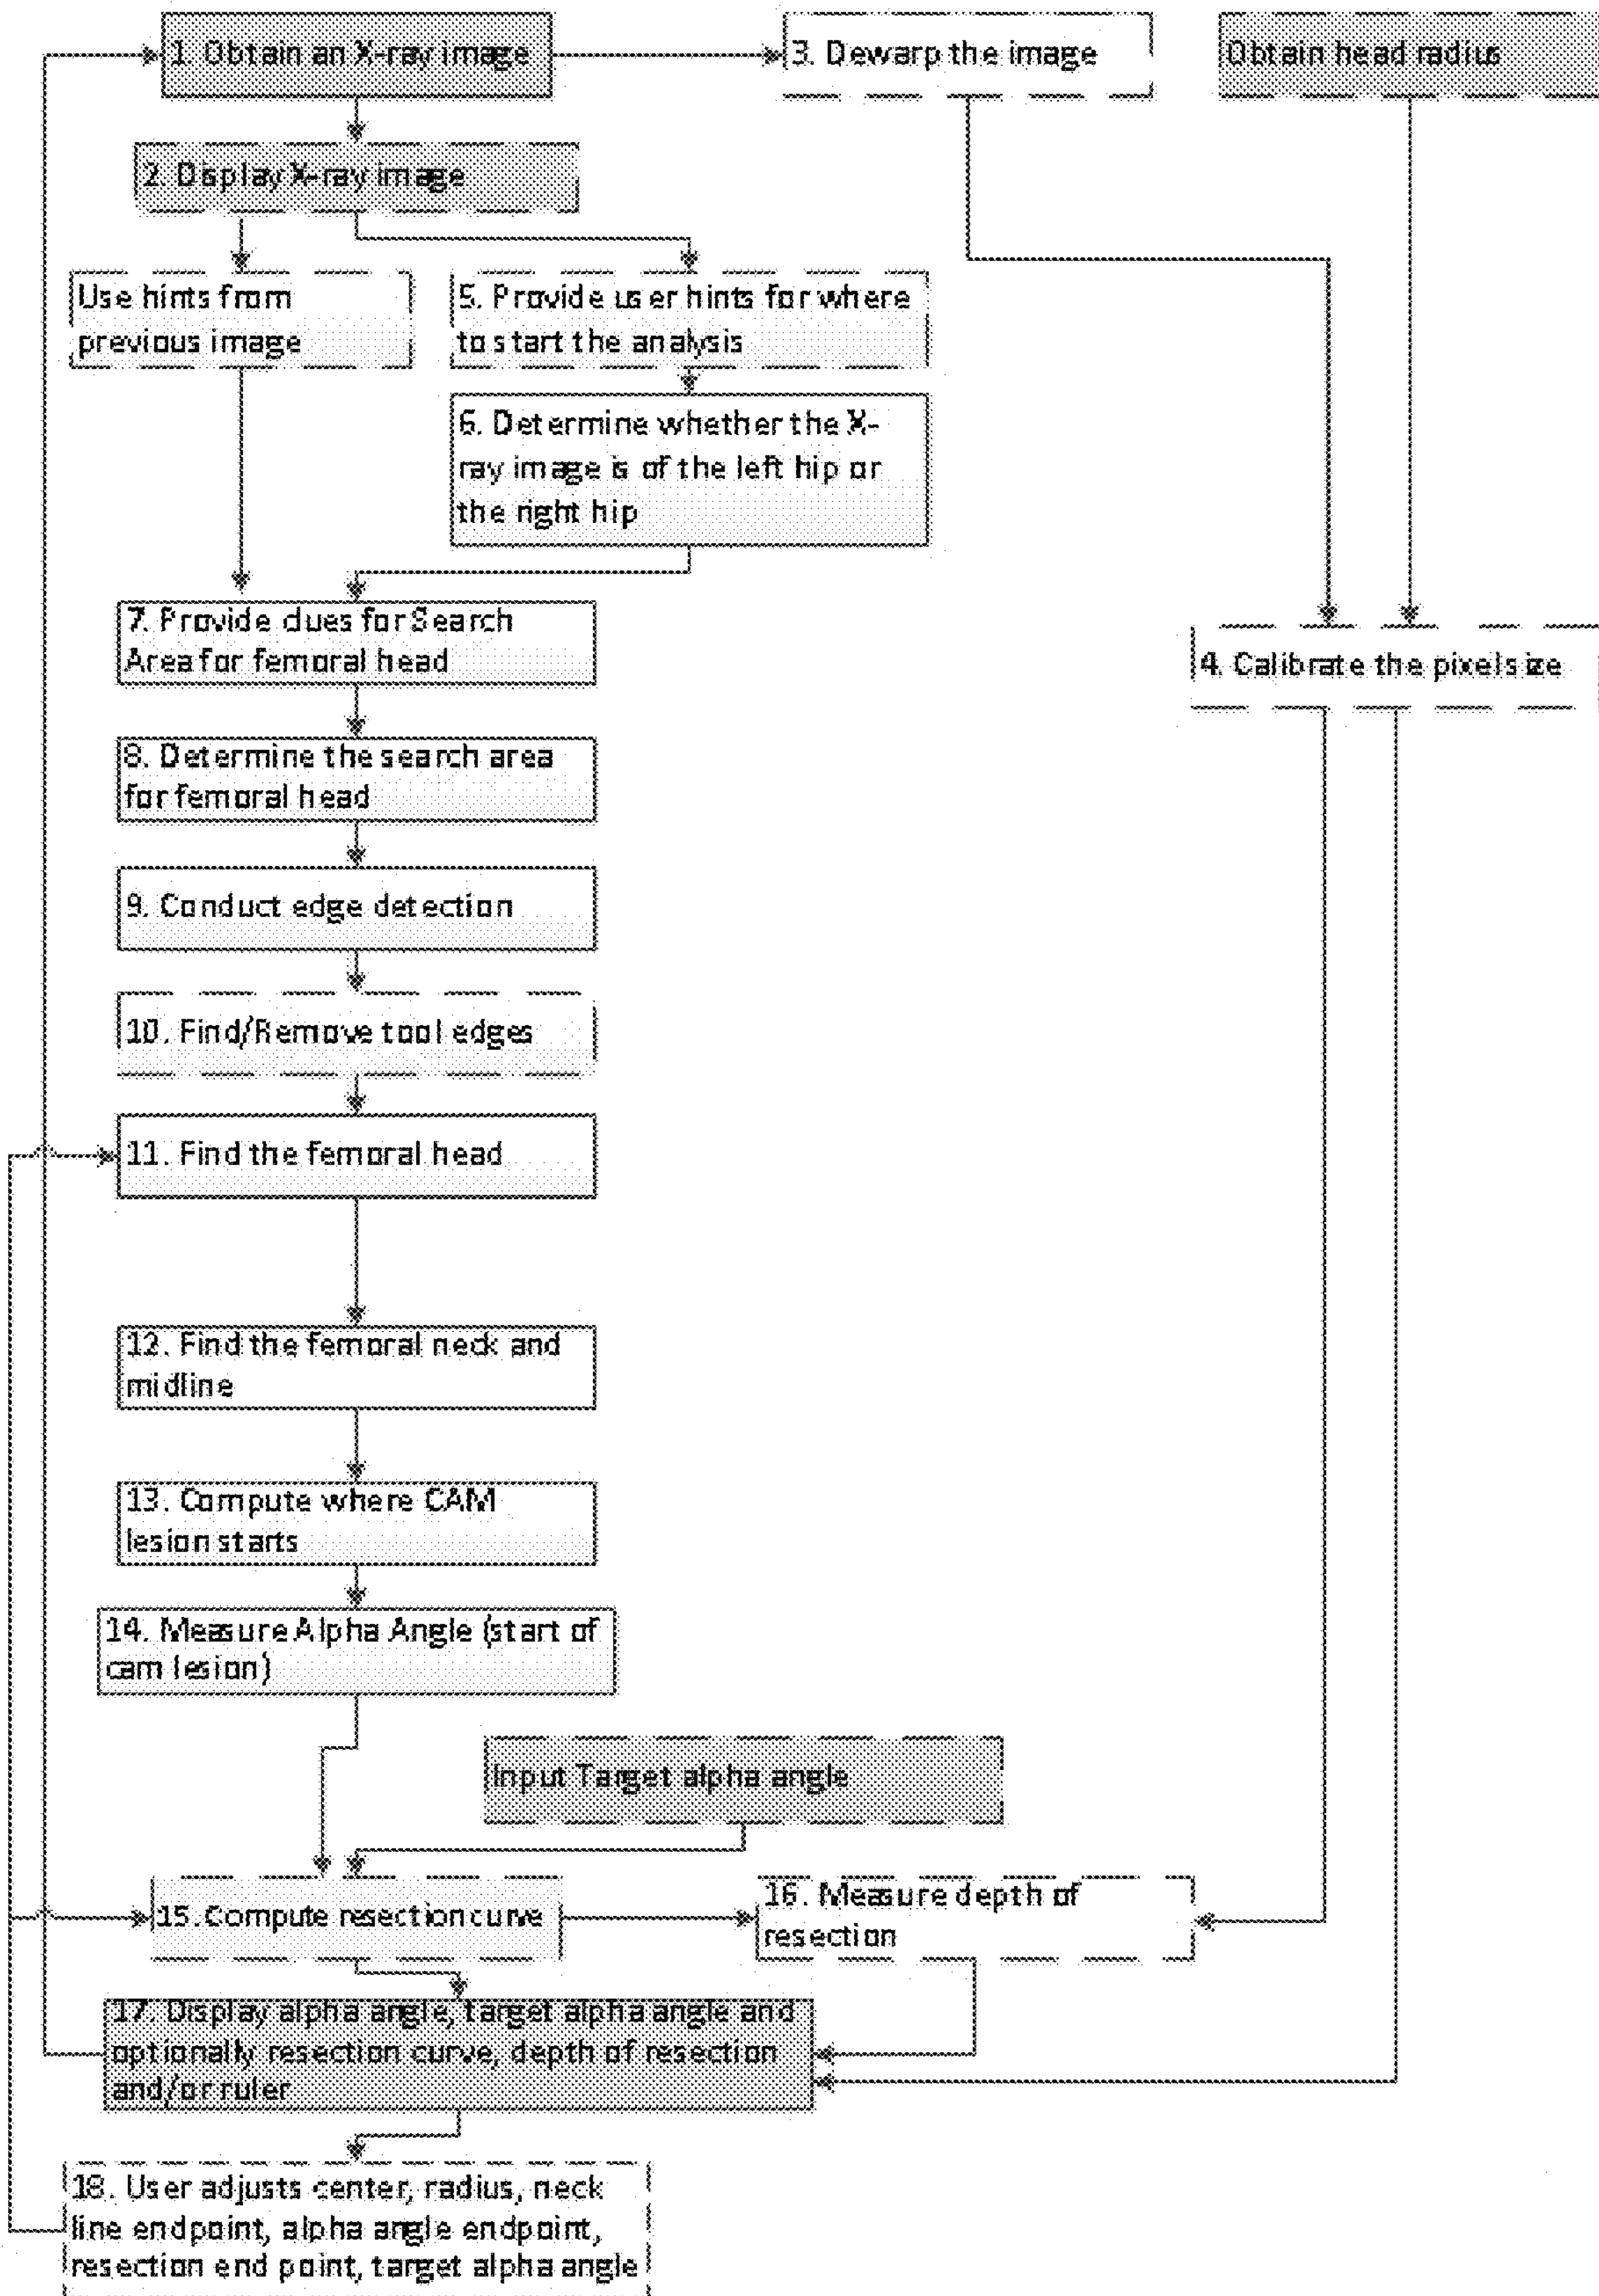 1. Obtain an X-ray image
3. Dewarp the image
Obtain head radius
2. Display X-ray image
Use hints from
previous image
5. Provide user hints for where
to start the analysis
6. Determine whether the X-
ray image is of the left hip or
the right hip
7. Provide clues for Search
Area for femoral head
4. Calibrate the pixel size
8. Determine the search area
for femoral head
9. Conduct edge detection
10. Find/Remove tool edges
11. Find the femoral head
12. Find the femoral neck and
midline
13. Compute where CAM
lesion starts
14. Measure Alpha Angle (start of
cam lesion)
Input Target alpha angle
15. Compute resection curve
16. Measure depth of
resection
17. Display alpha angle, target alpha angle and
optionally resection curve, depth of resection
and/or ruler
18. User adjusts center, radius, neck
line endpoint, alpha angle endpoint,
resection end point, target alpha angle